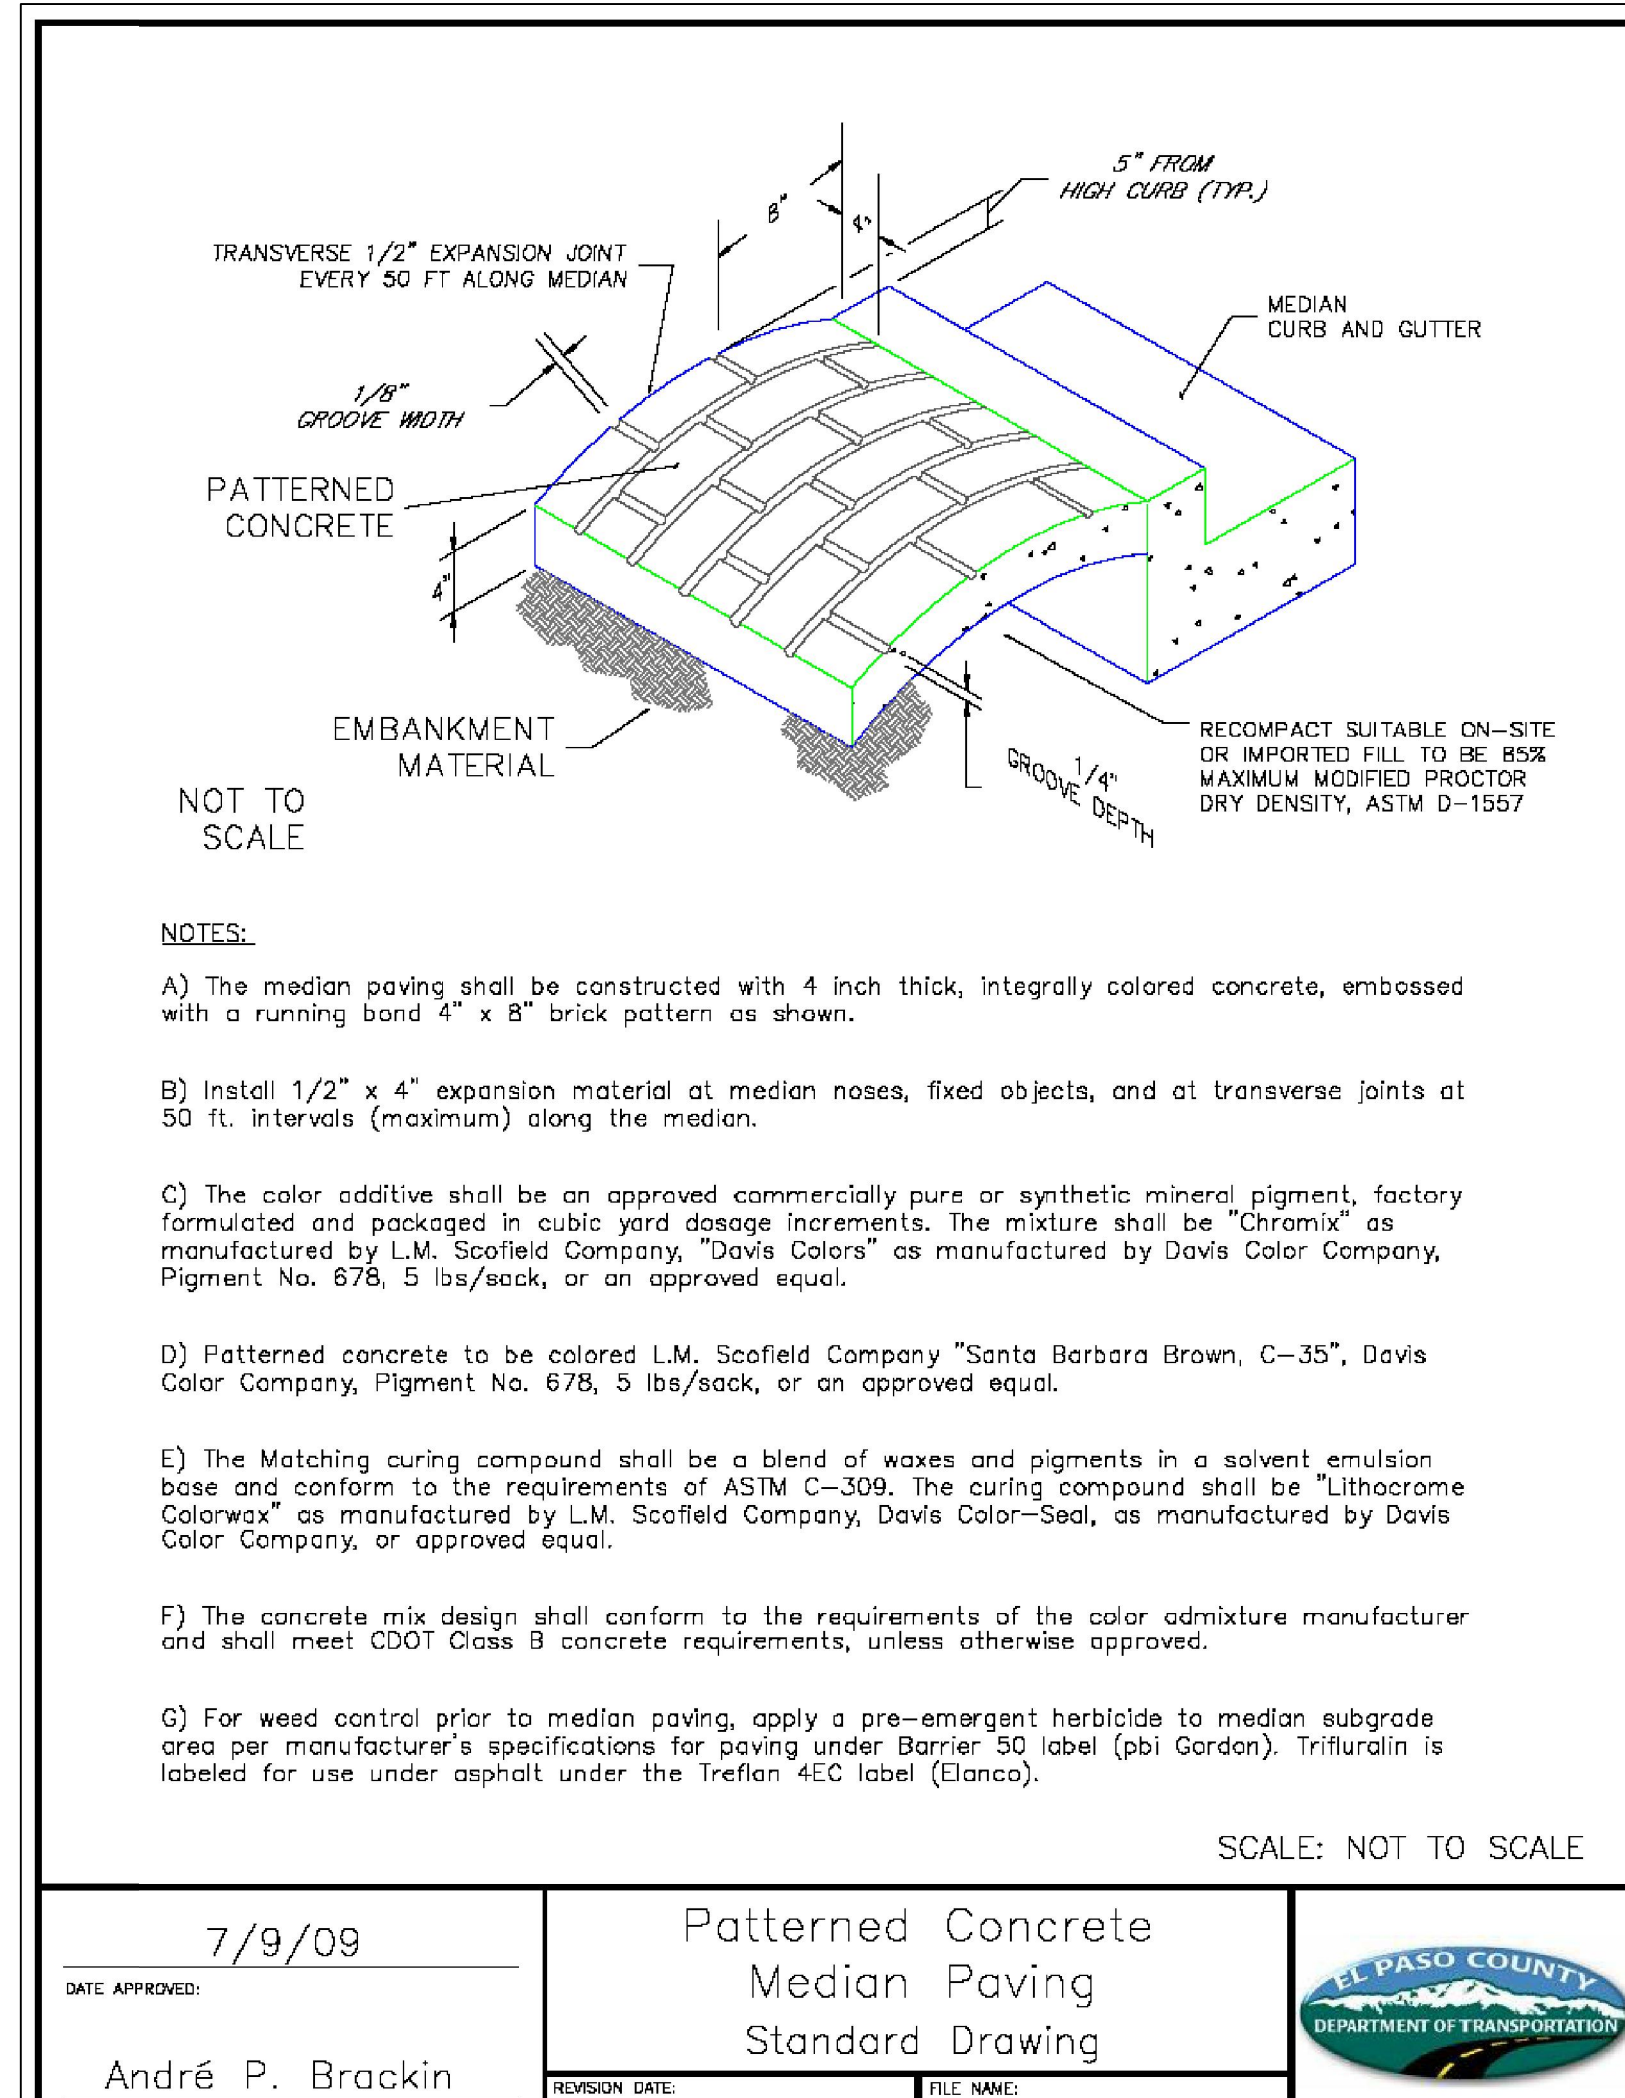 5" FROM
HIGH CURB (TYP.)
8"
4"
TRANSVERSE 1/2" EXPANSION JOINT
EVERY 50 FT ALONG MEDIAN
MEDIAN
CURB AND GUTTER
1/8"
GROOVE WIDTH
PATTERNED
CONCRETE
4"
EMBANKMENT
MATERIAL
RECOMPACT SUITABLE ON-SITE
OR IMPORTED FILL TO BE 85%
MAXIMUM MODIFIED PROCTOR
DRY DENSITY, ASTM D-1557
1/4"
GROOVE DEPTH
NOT TO
SCALE
NOTES:
A) The median paving shall be constructed with 4 inch thick, integrally colored concrete, embossed
with a running bond 4" x 8" brick pattern as shown.
B) Install 1/2" x 4" expansion material at median noses, fixed objects, and at transverse joints at
50 ft. intervals (maximum) along the median.
C) The color additive shall be an approved commercially pure or synthetic mineral pigment, factory
formulated and packaged in cubic yard dosage increments. The mixture shall be "Chromix" as
manufactured by L.M. Scofield Company, "Davis Colors" as manufactured by Davis Color Company,
Pigment No. 678, 5 lbs/sack, or an approved equal.
D) Patterned concrete to be colored L.M. Scofield Company "Santa Barbara Brown, C-35", Davis
Color Company, Pigment No. 678, 5 lbs/sack, or an approved equal.
E) The Matching curing compound shall be a blend of waxes and pigments in a solvent emulsion
base and conform to the requirements of ASTM C-309. The curing compound shall be "Lithocrome
Colorwax" as manufactured by L.M. Scofield Company, Davis Color-Seal, as manufactured by Davis
Color Company, or approved equal.
F) The concrete mix design shall conform to the requirements of the color admixture manufacturer
and shall meet CDOT Class B concrete requirements, unless otherwise approved.
G) For weed control prior to median paving, apply a pre-emergent herbicide to median subgrade
area per manufacturer's specifications for paving under Barrier 50 label (pbi Gordon). Trifluralin is
labeled for use under asphalt under the Treflan 4EC label (Elanco).
SCALE: NOT TO SCALE
7/9/09
DATE APPROVED:
André P. Brackin
Patterned Concrete
Median Paving
Standard Drawing
REVISION DATE:
FILE NAME:
EL PASO COUNTY
DEPARTMENT OF TRANSPORTATION